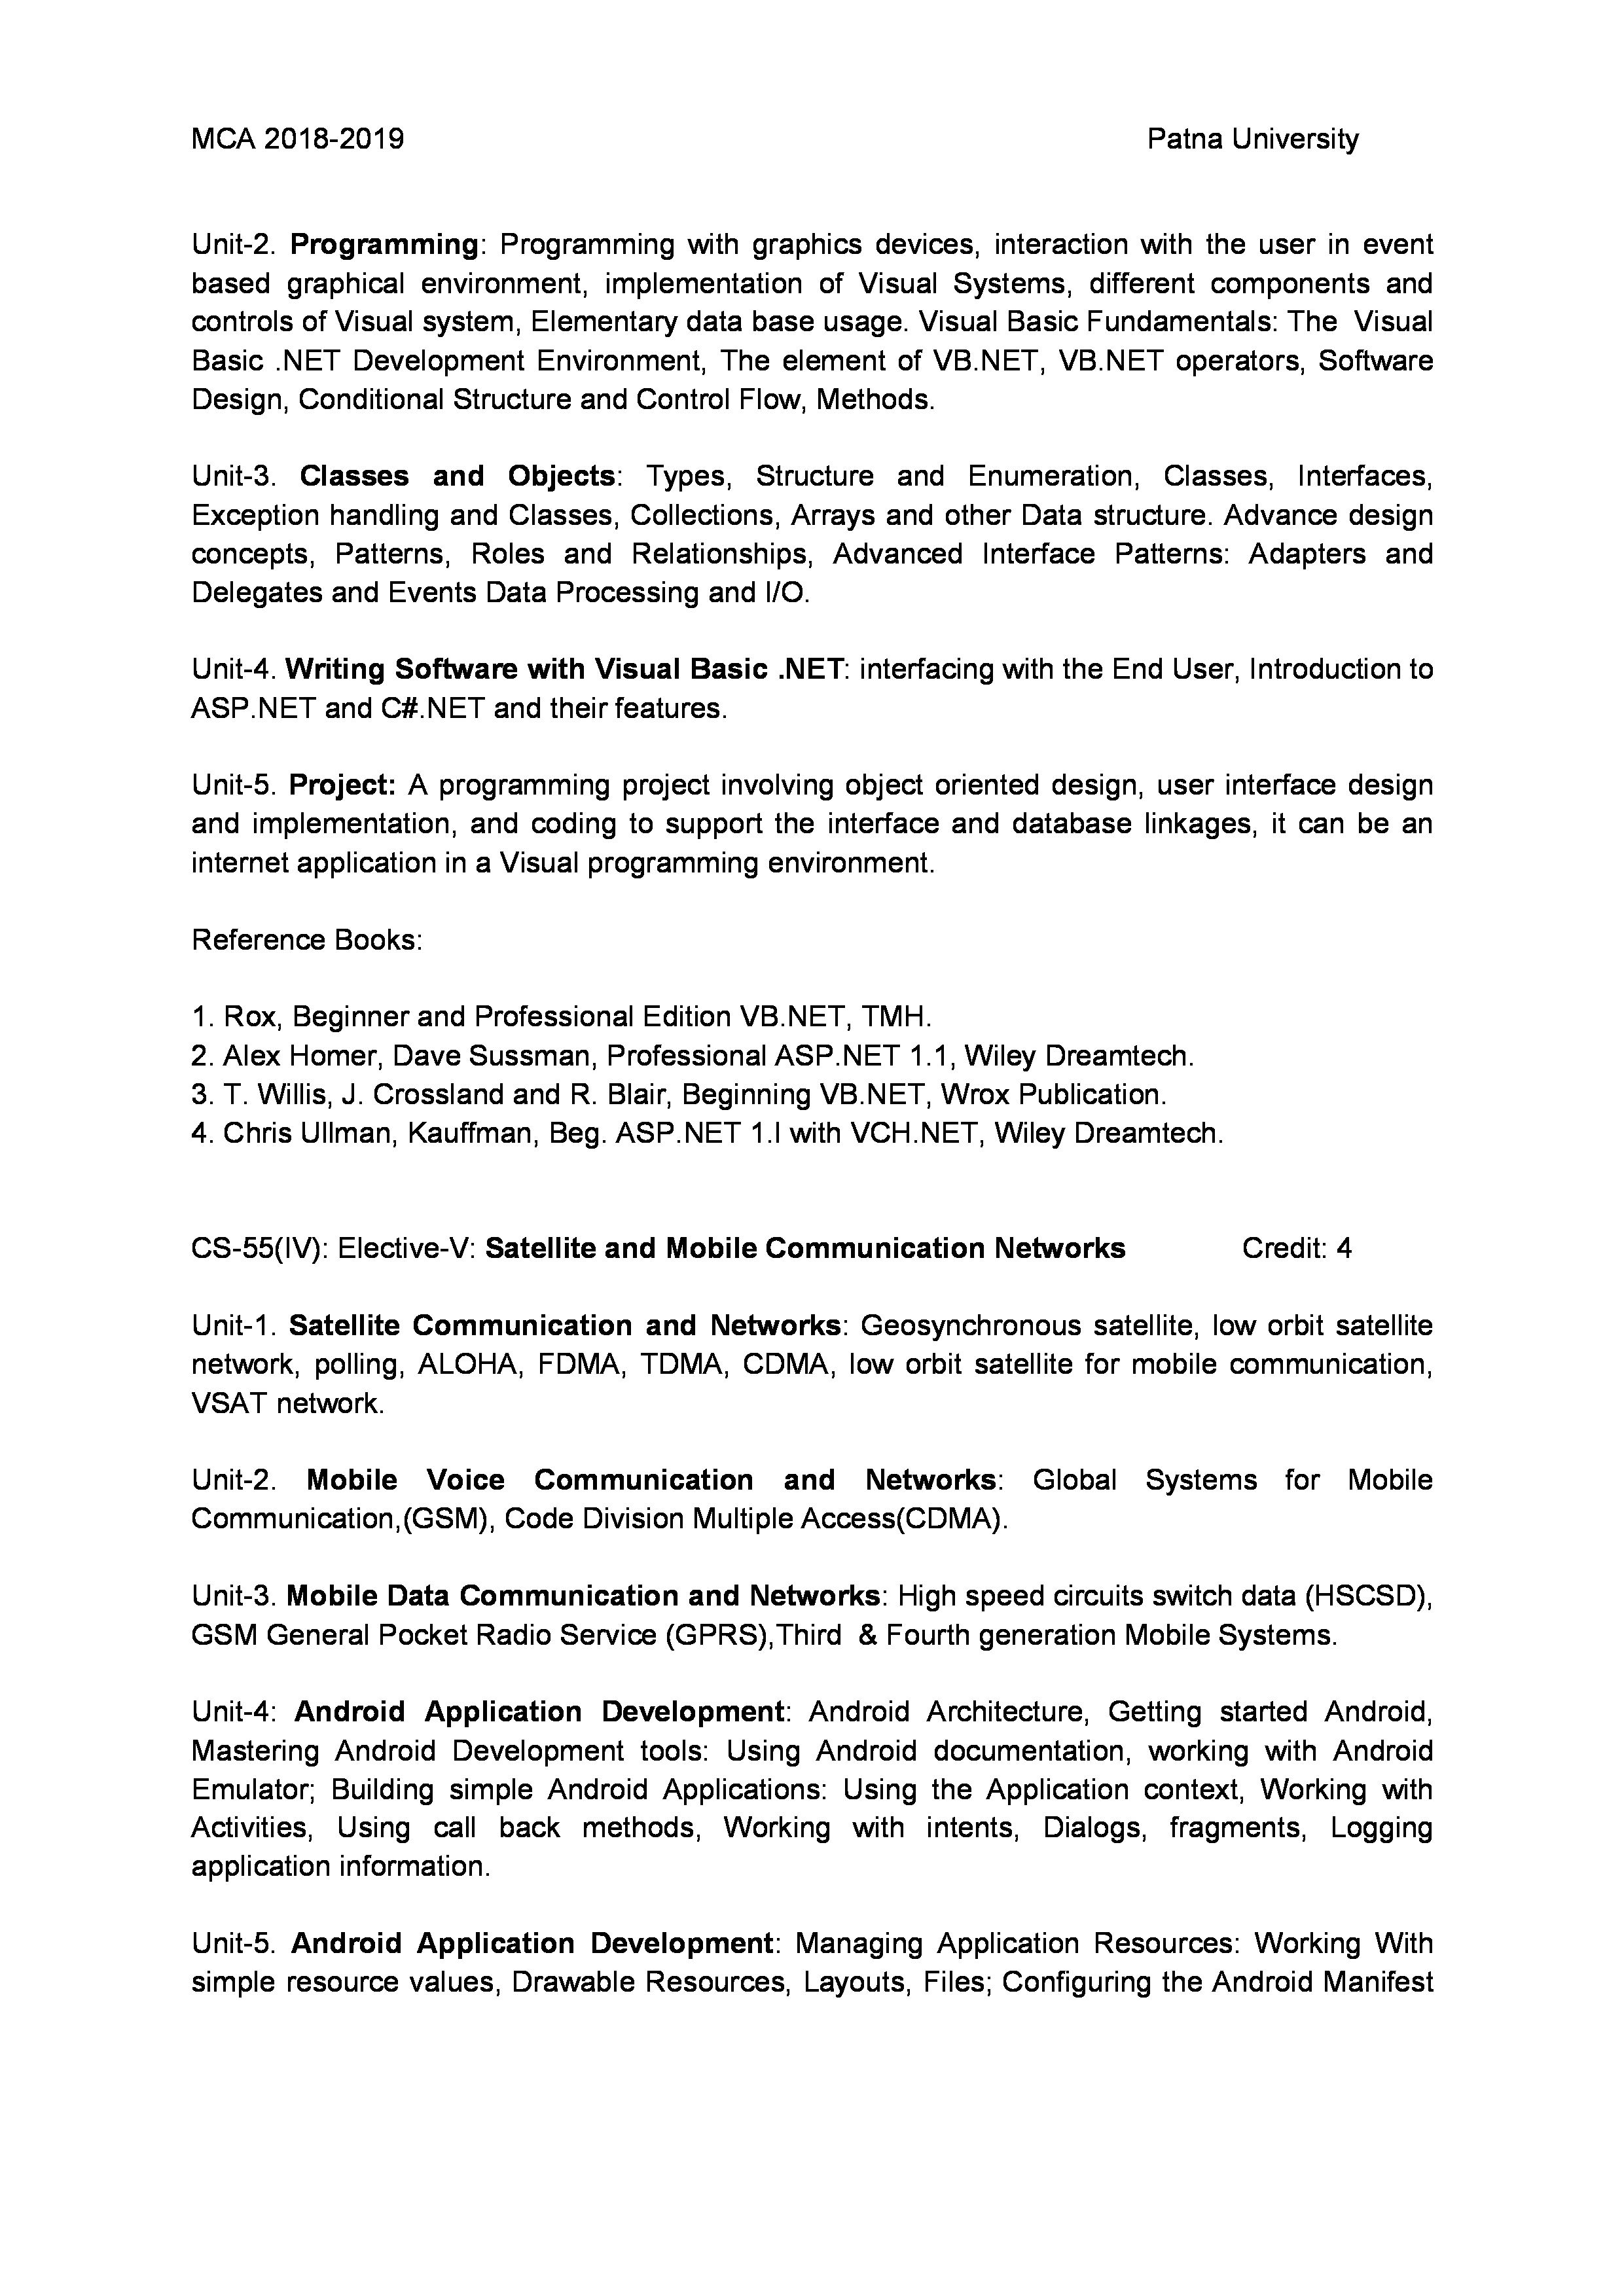 MCA 2018-2019 Patna University
Unit-2. Programming: Programming with graphics devices, interaction with the user in event
based graphical environment, implementation of Visual Systems, different components and
controls of Visual system, Elementary data base usage. Visual Basic Fundamentals: The Visual
Basic .NET Development Environment, The element of VB.NET, VB.NET operators, Software
Design, Conditional Structure and Control Flow, Methods.
Unit-3. Classes and Objects: Types, Structure and Enumeration, Classes, Interfaces,
Exception handling and Classes, Collections, Arrays and other Data structure. Advance design
concepts, Patterns, Roles and Relationships, Advanced Interface Patterns: Adapters and
Delegates and Events Data Processing and I/O.
Unit-4. Writing Software with Visual Basic .NET: interfacing with the End User, Introduction to
ASP.NET and C#.NET and their features.
Unit-5. Project: A programming project involving object oriented design, user interface design
and implementation, and coding to support the interface and database linkages, it can be an
internet application in a Visual programming environment.
Reference Books:
1. Rox, Beginner and Professional Edition VB.NET, TMH.
2. Alex Homer, Dave Sussman, Professional ASP.NET 1.1, Wiley Dreamtech.
3. T. Willis, J. Crossland and R. Blair, Beginning VB.NET, Wrox Publication.
4. Chris Ullman, Kauffman, Beg. ASP.NET 1.I with VCH.NET, Wiley Dreamtech.
CS-55(IV): Elective-V: Satellite and Mobile Communication Networks Credit: 4
Unit-1. Satellite Communication and Networks: Geosynchronous satellite, low orbit satellite
network, polling, ALOHA, FDMA, TDMA, CDMA, low orbit satellite for mobile communication,
VSAT network.
Unit-2. Mobile Voice Communication and Networks: Global Systems for Mobile
Communication,(GSM), Code Division Multiple Access(CDMA).
Unit-3. Mobile Data Communication and Networks: High speed circuits switch data (HSCSD),
GSM General Pocket Radio Service (GPRS),Third & Fourth generation Mobile Systems.
Unit-4: Android Application Development: Android Architecture, Getting started Android,
Mastering Android Development tools: Using Android documentation, working with Android
Emulator; Building simple Android Applications: Using the Application context, Working with
Activities, Using call back methods, Working with intents, Dialogs, fragments, Logging
application information.
Unit-5. Android Application Development: Managing Application Resources: Working With
simple resource values, Drawable Resources, Layouts, Files; Configuring the Android Manifest